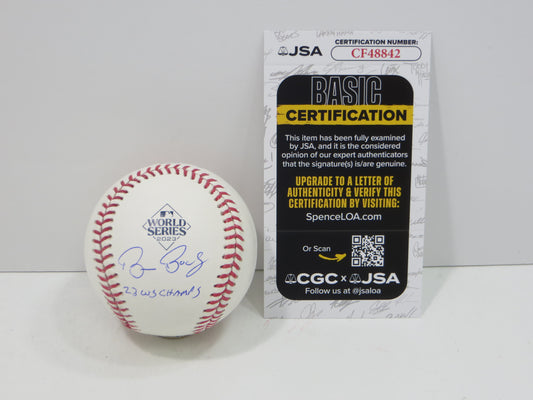 WORLD
SERIES
2023
23 WS CHAMPS
JSA
CERTIFICATION NUMBER:
CF48842
BASIC
CERTIFICATION
This item has been fully examined
by JSA, and it is the considered
opinion of our expert authenticators
that the signature(s) is/are genuine.
UPGRADE TO A LETTER OF
AUTHENTICITY & VERIFY THIS
CERTIFICATION BY VISITING:
SpenceLOA.com
Or Scan
CGC x JSA
Follow us at @jsaloa